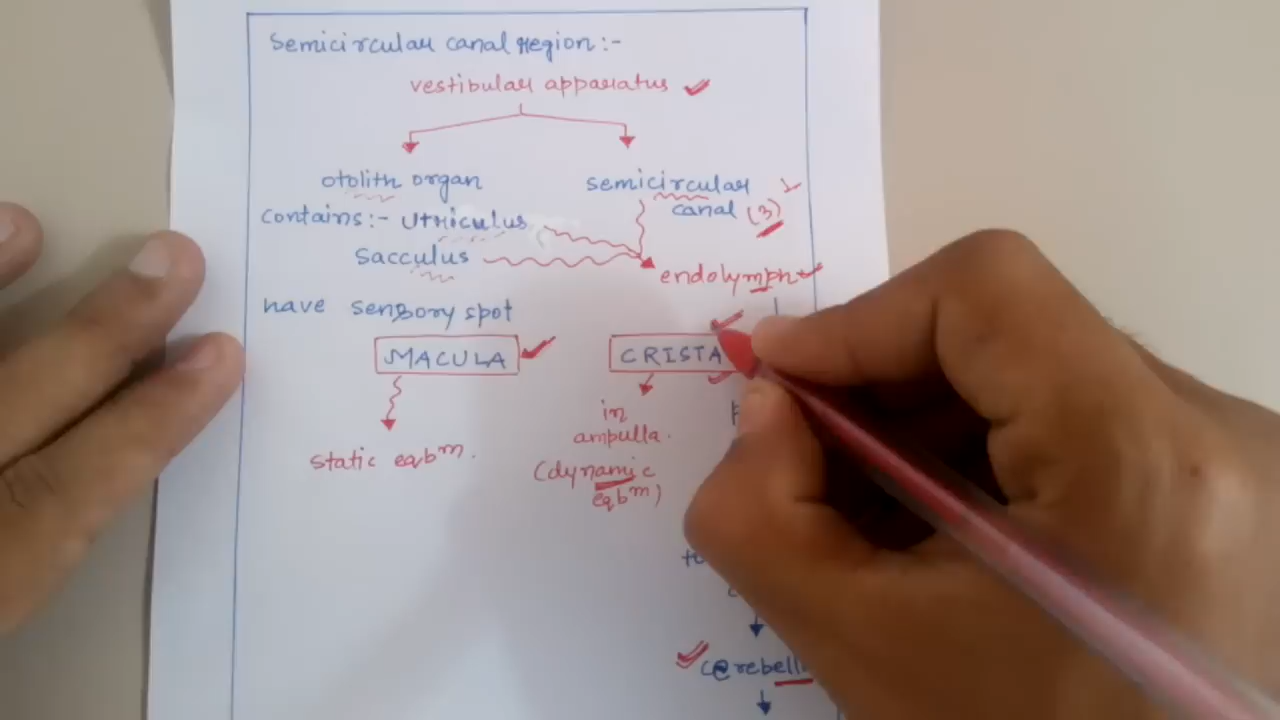 Semicircular canal region:-
vestibular apparatus
otolith organ
semicircular
canal (3)
contains:- Utriculus
Sacculus
endolymph
have sensory spot
MACULA
CRISTA
in
ampulla.
static eqbm.
(dynamic
eqbm)